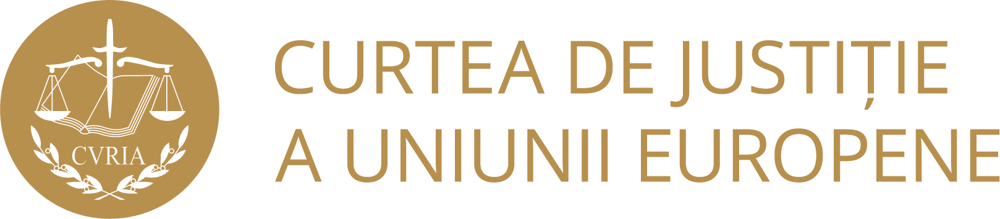 CVRIA
CURTEA DE JUSTIȚIE
A UNIUNII EUROPENE